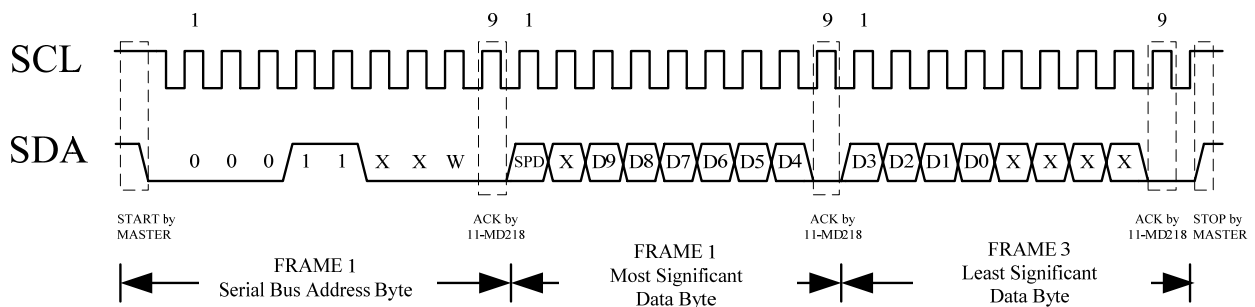 1 9 1 9 1 9
SCL
SDA
0 0 0 1 1 X X W SPD X D9 D8 D7 D6 D5 D4 D3 D2 D1 D0 X X X X
START by
MASTER
ACK by
11-MD218
ACK by
11-MD218
ACK by
11-MD218
STOP by
MASTER
FRAME 1
Serial Bus Address Byte
FRAME 1
Most Significant
Data Byte
FRAME 3
Least Significant
Data Byte